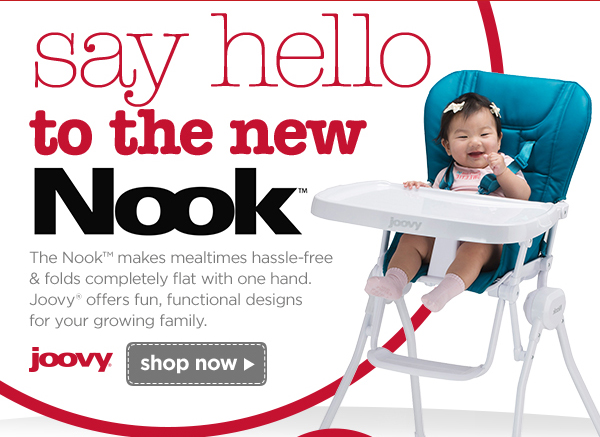 say hello
to the new
Nook™
The Nook™ makes mealtimes hassle-free
& folds completely flat with one hand.
Joovy® offers fun, functional designs
for your growing family.
joovy®
shop now ▶
joovy